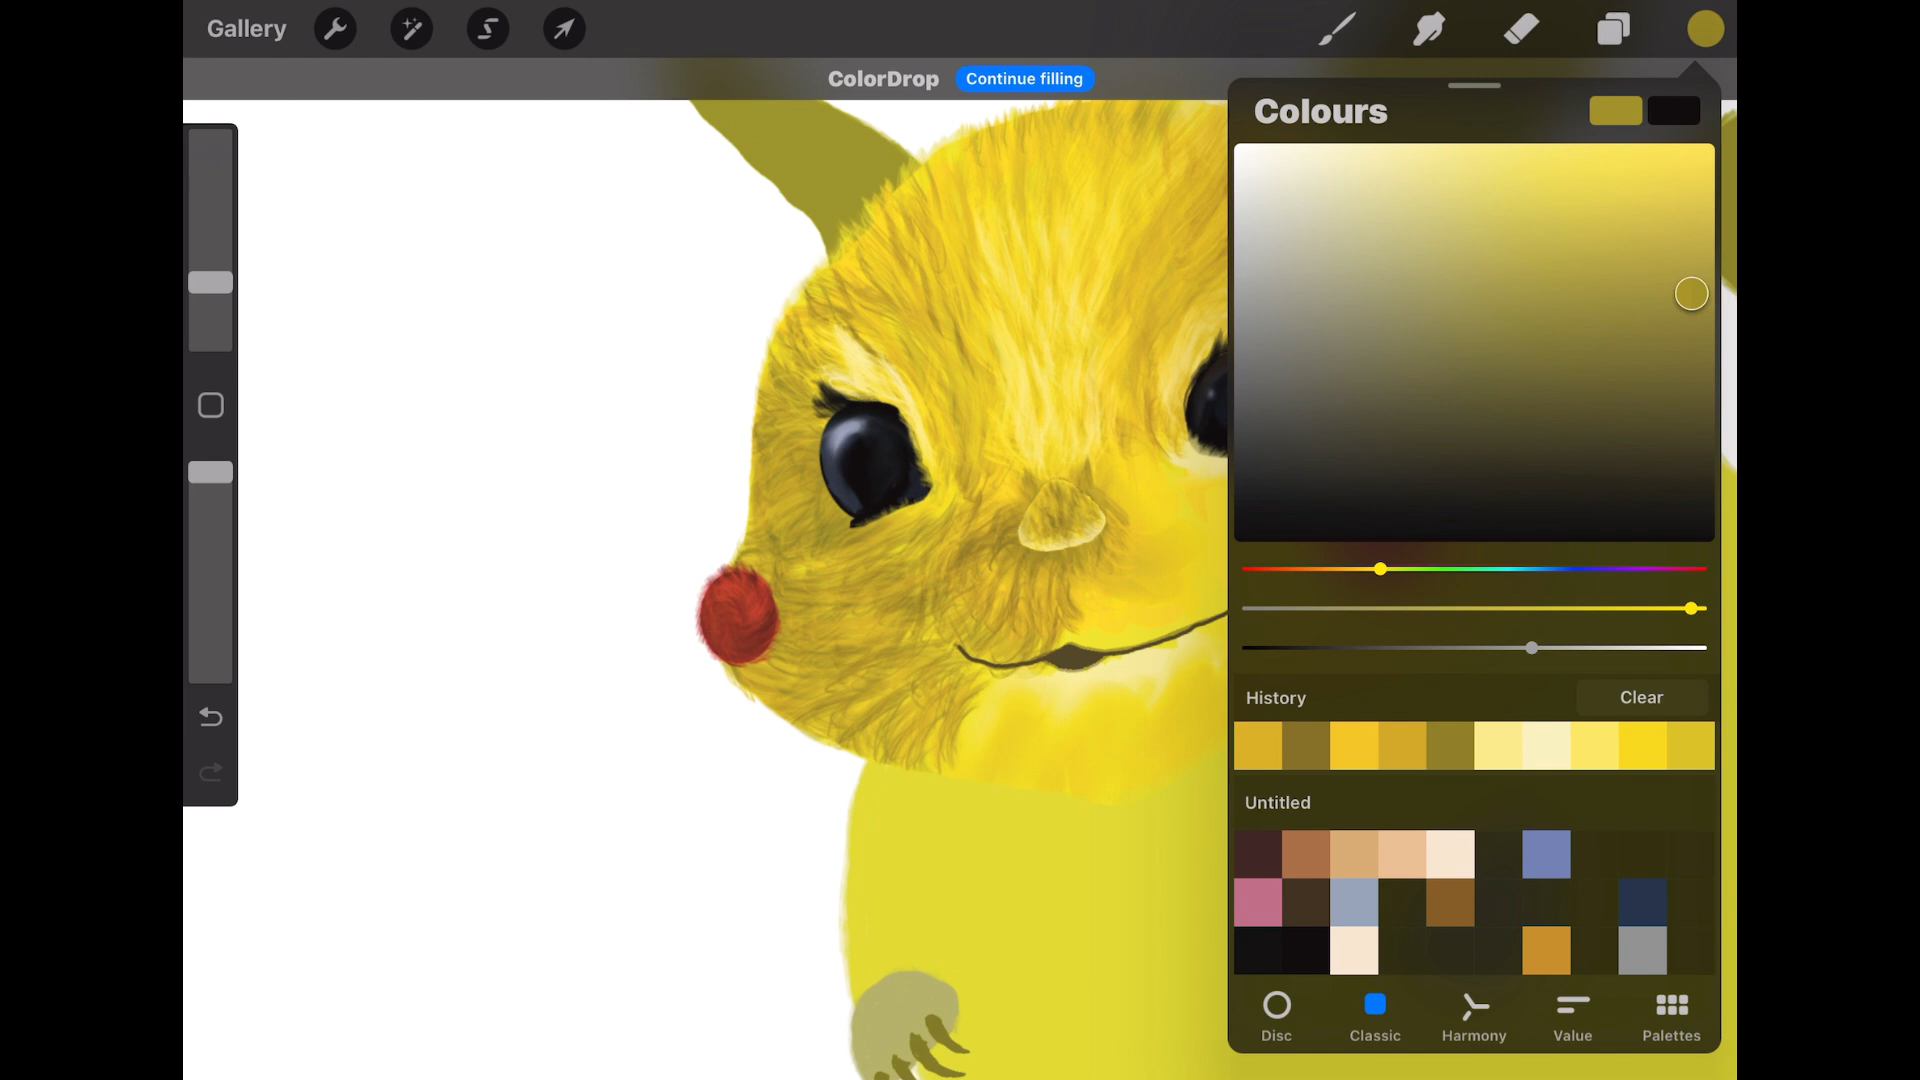 Gallery
ColorDrop Continue filling
Colours
History Clear
Untitled
Disc Classic Harmony Value Palettes